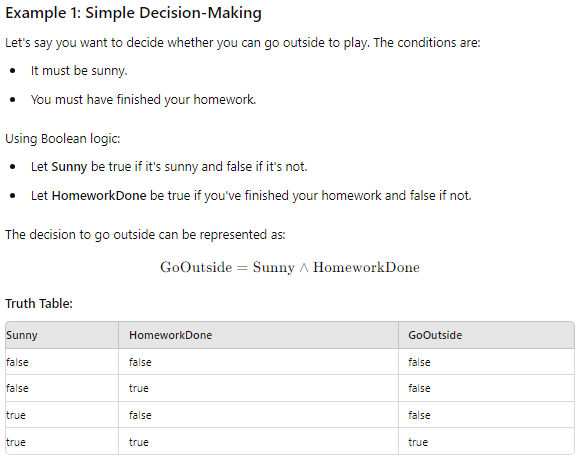 Example 1: Simple Decision-Making
Let's say you want to decide whether you can go outside to play. The conditions are:
• It must be sunny.
• You must have finished your homework.
Using Boolean logic:
• Let Sunny be true if it's sunny and false if it's not.
• Let HomeworkDone be true if you've finished your homework and false if not.
The decision to go outside can be represented as:
GoOutside = Sunny ∧ HomeworkDone
Truth Table:
Sunny HomeworkDone GoOutside
false false false
false true false
true false false
true true true